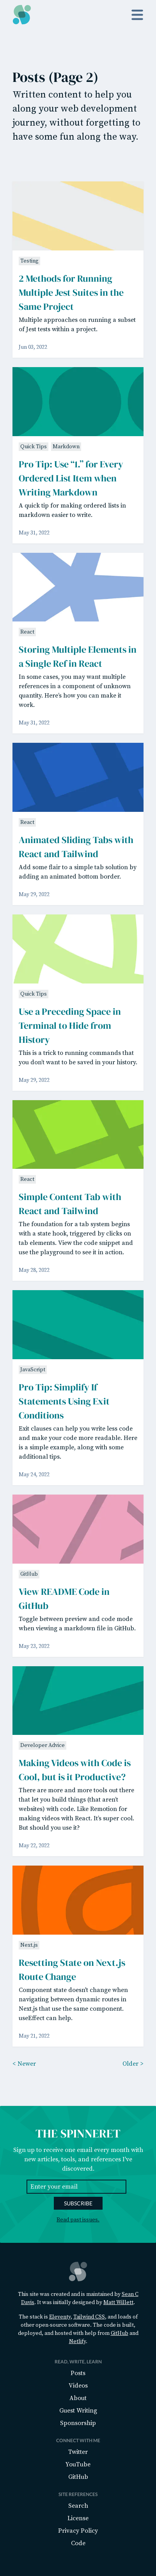 Posts (Page 2)
Written content to help you
along your web development
journey, without forgetting to
have some fun along the way.
Testing
2 Methods for Running
Multiple Jest Suites in the
Same Project
Multiple approaches on running a subset
of Jest tests within a project.
Jun 03, 2022
Quick Tips Markdown
Pro Tip: Use “1.” for Every
Ordered List Item when
Writing Markdown
A quick tip for making ordered lists in
markdown easier to write.
May 31, 2022
React
Storing Multiple Elements in
a Single Ref in React
In some cases, you may want multiple
references in a component of unknown
quantity. Here's how you can make it
work.
May 31, 2022
React
Animated Sliding Tabs with
React and Tailwind
Add some flair to a simple tab solution by
adding an animated bottom border.
May 29, 2022
Quick Tips
Use a Preceding Space in
Terminal to Hide from
History
This is a trick to running commands that
you don't want to be saved in your history.
May 29, 2022
React
Simple Content Tab with
React and Tailwind
The foundation for a tab system begins
with a state hook, triggered by clicks on
tab elements. View the code snippet and
use the playground to see it in action.
May 28, 2022
JavaScript
Pro Tip: Simplify If
Statements Using Exit
Conditions
Exit clauses can help you write less code
and make your code more readable. Here
is a simple example, along with some
additional tips.
May 24, 2022
GitHub
View README Code in
GitHub
Toggle between preview and code mode
when viewing a markdown file in GitHub.
May 23, 2022
Developer Advice
Making Videos with Code is
Cool, but is it Productive?
There are more and more tools out there
that let you build things (that aren't
websites) with code. Like Remotion for
making videos with React. It's super cool.
But should you use it?
May 22, 2022
Next.js
Resetting State on Next.js
Route Change
Component state doesn't change when
navigating between dynamic routes in
Next.js that use the same component.
useEffect can help.
May 21, 2022
< Newer Older >
THE SPINNERET
Sign up to receive one email every month with
new articles, tools, and references I've
discovered.
Enter your email
SUBSCRIBE
Read past issues.
This site was created and is maintained by Sean C
Davis. It was initially designed by Matt Willett.
The stack is Eleventy, Tailwind CSS, and loads of
other open-source software. The code is built,
deployed, and hosted with help from GitHub and
Netlify.
READ, WRITE, LEARN
Posts
Videos
About
Guest Writing
Sponsorship
CONNECT WITH ME
Twitter
YouTube
GitHub
SITE REFERENCES
Search
License
Privacy Policy
Code